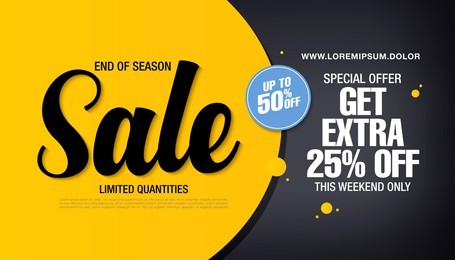 END OF SEASON
Sale
LIMITED QUANTITIES
UP TO
50% OFF
WWW.LOREMIPSUM.DOLOR
SPECIAL OFFER
GET
EXTRA
25% OFF
THIS WEEKEND ONLY